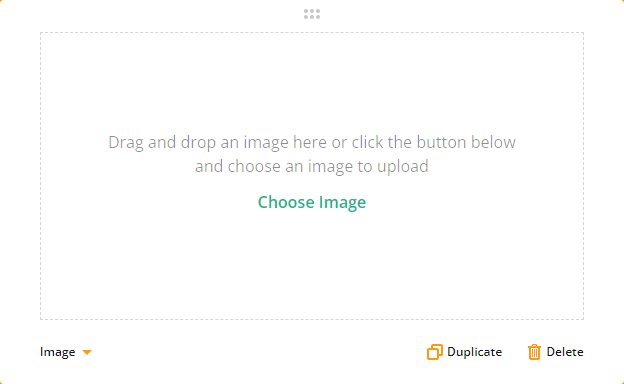 Drag and drop an image here or click the button below
and choose an image to upload
Choose Image
Image
Duplicate
Delete